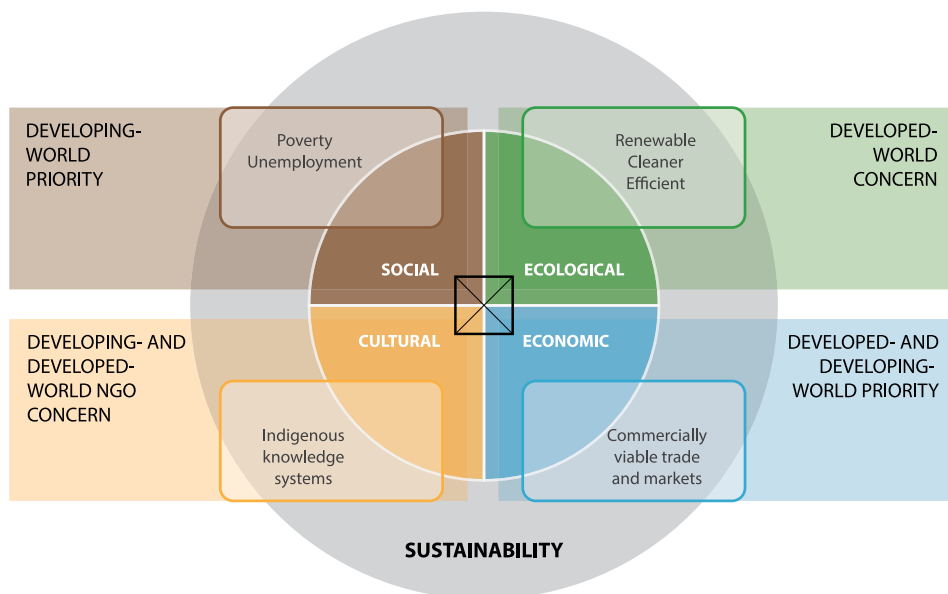 DEVELOPING-
WORLD
PRIORITY
Poverty
Unemployment
Renewable
Cleaner
Efficient
DEVELOPED-
WORLD
CONCERN
SOCIAL
ECOLOGICAL
CULTURAL
ECONOMIC
DEVELOPING- AND
DEVELOPED-
WORLD NGO
CONCERN
Indigenous
knowledge
systems
Commercially
viable trade
and markets
DEVELOPED- AND
DEVELOPING-
WORLD PRIORITY
SUSTAINABILITY